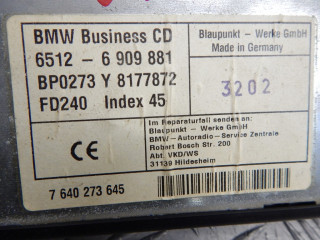 BMW Business CD
6512 - 6 909 881
BP0273 Y 8177872
FD240 Index 45
Blaupunkt - Werke GmbH
Made in Germany
3202
Im Reparaturfall senden an:
Blaupunkt - Werke GmbH
BMW-Autoradio-Service Zentrale
Robert Bosch Str. 200
Abt. VKD/WS
31139 Hildesheim
CE
7 640 273 645